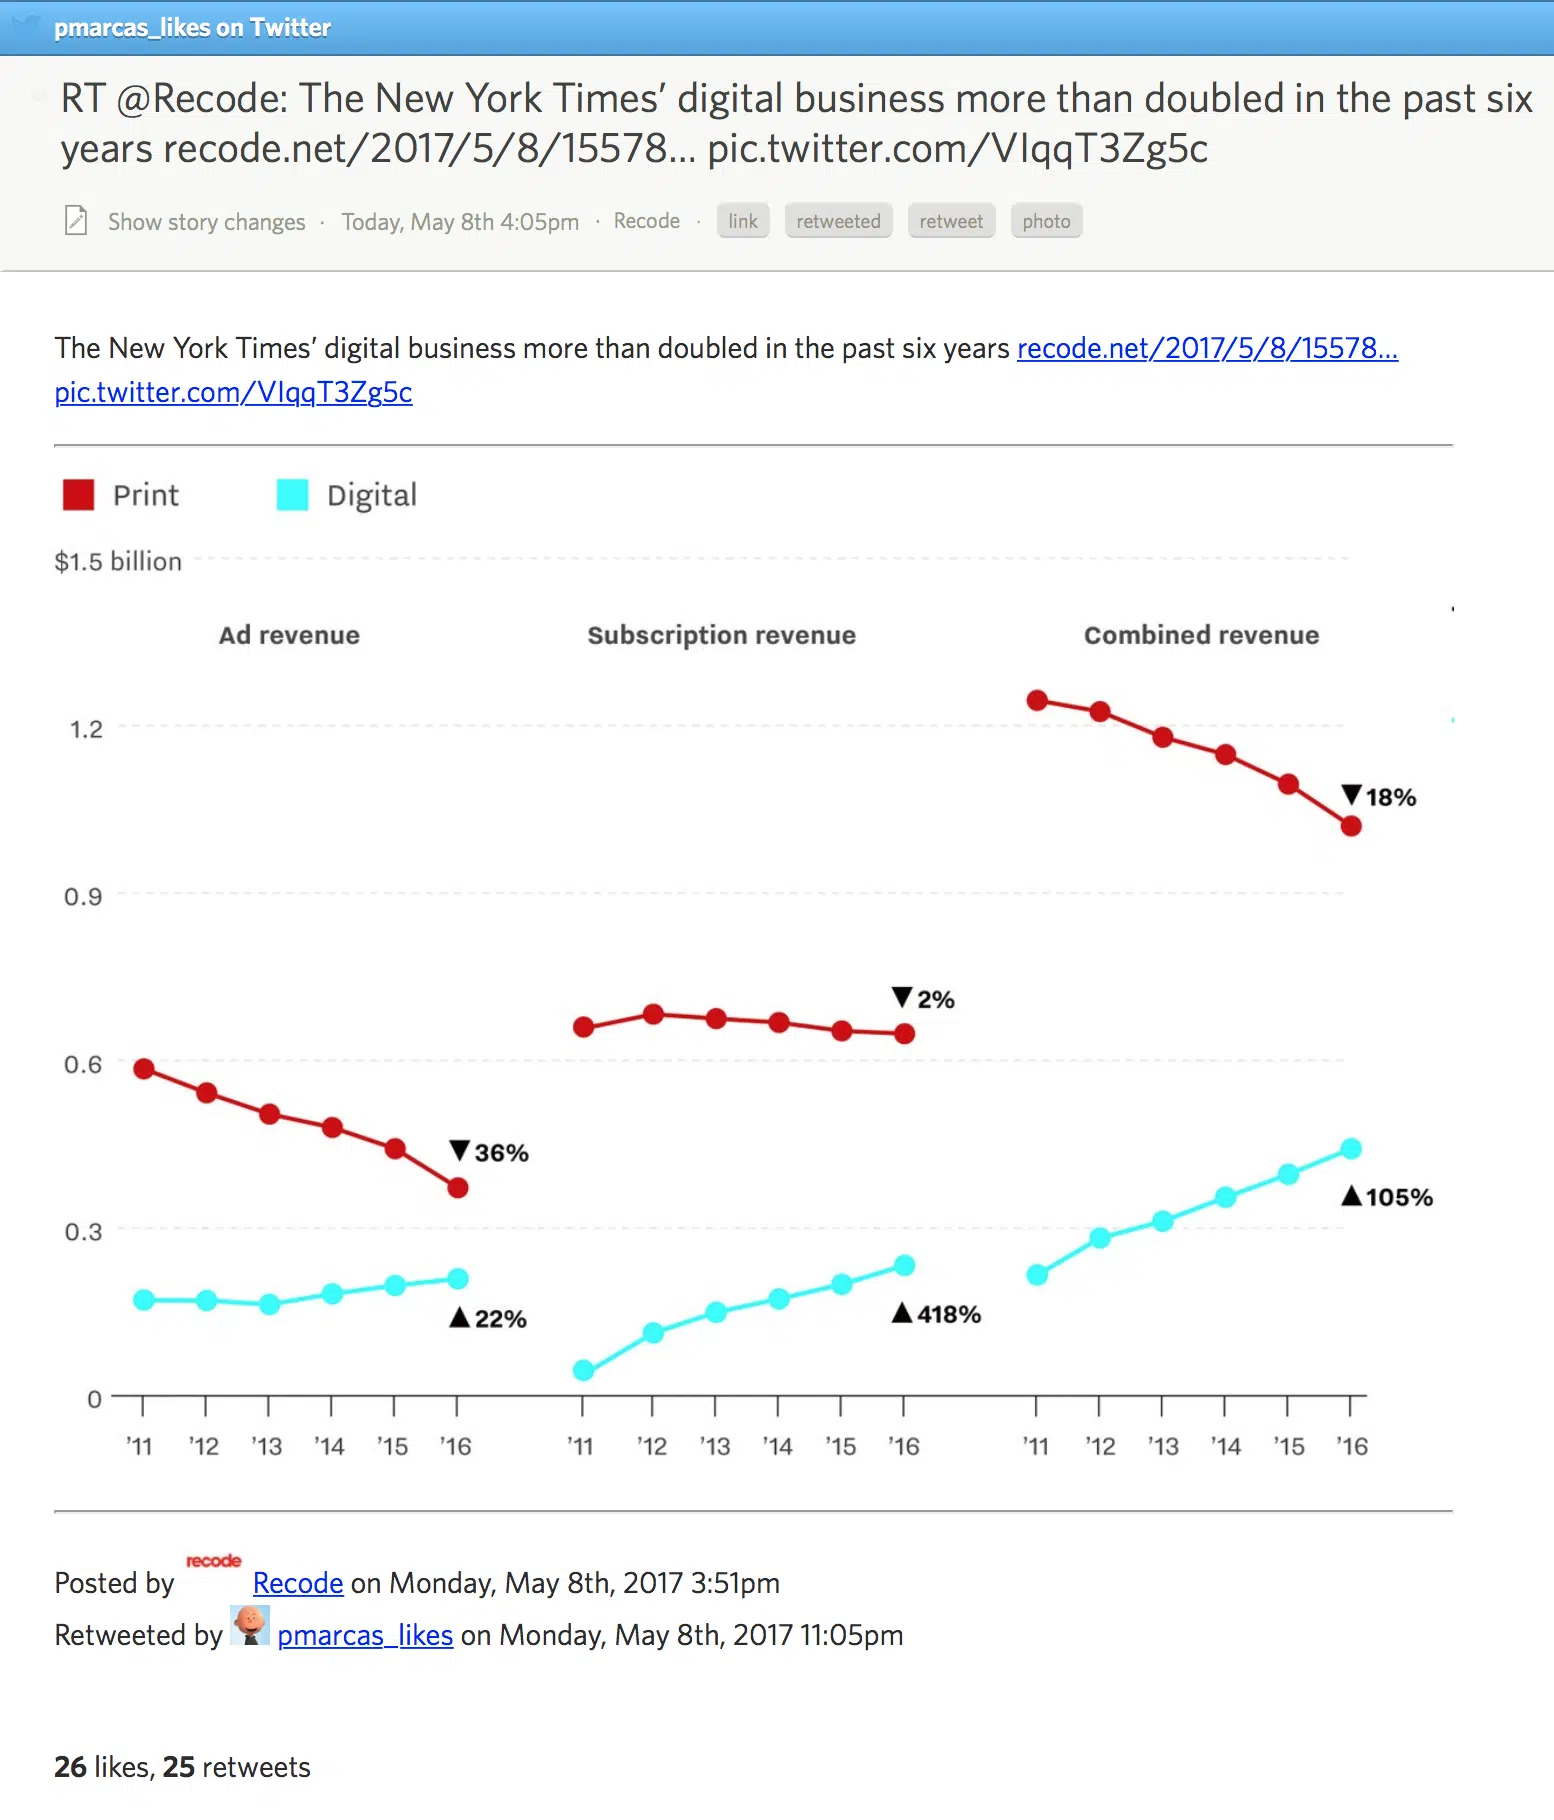 pmarcas_likes on Twitter
RT @Recode: The New York Times’ digital business more than doubled in the past six
years recode.net/2017/5/8/15578... pic.twitter.com/VIqqT3Zg5c
Show story changes · Today, May 8th 4:05pm · Recode · link retweeted retweet photo
The New York Times’ digital business more than doubled in the past six years recode.net/2017/5/8/15578...
pic.twitter.com/VIqqT3Zg5c
Print Digital
$1.5 billion
Ad revenue Subscription revenue Combined revenue
1.2
▼18%
0.9
▼2%
0.6
▼36%
▲105%
0.3
▲22% ▲418%
0
’11 ’12 ’13 ’14 ’15 ’16 ’11 ’12 ’13 ’14 ’15 ’16 ’11 ’12 ’13 ’14 ’15 ’16
recode
Posted by Recode on Monday, May 8th, 2017 3:51pm
Retweeted by pmarcas_likes on Monday, May 8th, 2017 11:05pm
26 likes, 25 retweets